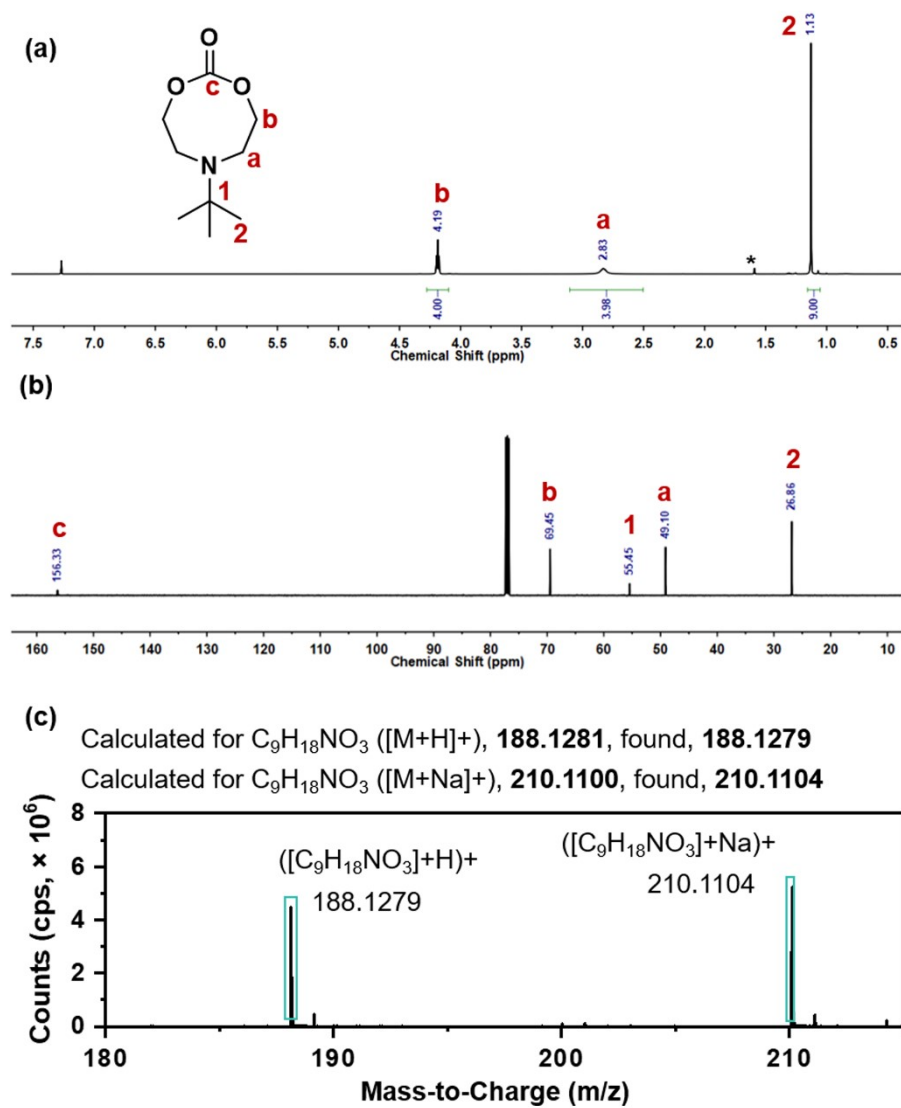 (a)
O
O
c
O
b
a
N
1
2
b
4.19
a
2.83
*
2
1.13
4.00
3.98
9.00
7.5 7.0 6.5 6.0 5.5 5.0 4.5 4.0 3.5 3.0 2.5 2.0 1.5 1.0 0.5
Chemical Shift (ppm)
(b)
c
156.33
b
69.45
1
55.45
a
49.10
2
26.86
160 150 140 130 120 110 100 90 80 70 60 50 40 30 20 10
Chemical Shift (ppm)
(c)
Calculated for C₉H₁₈NO₃ ([M+H]+), 188.1281, found, 188.1279
Calculated for C₉H₁₈NO₃ ([M+Na]+), 210.1100, found, 210.1104
Counts (cps, × 10⁶)
8
6
4
2
0
([C₉H₁₈NO₃]+H)+
188.1279
([C₉H₁₈NO₃]+Na)+
210.1104
180 190 200 210
Mass-to-Charge (m/z)